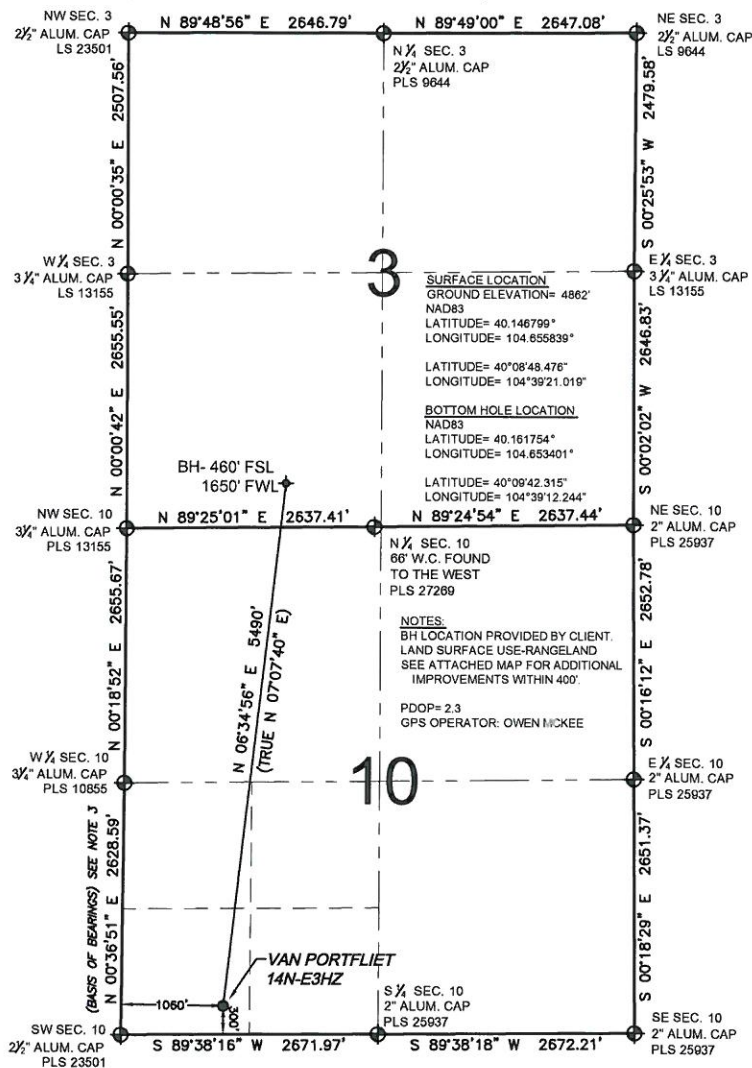 NW SEC. 3
2½" ALUM. CAP
LS 23501
N 89°48'56" E 2646.79'
N 89°49'00" E 2647.08'
NE SEC. 3
2½" ALUM. CAP
LS 9644
N ¼ SEC. 3
2½" ALUM. CAP
PLS 9644
N 00°00'35" E 2507.56'
S 00°25'53" W 2479.58'
W ¼ SEC. 3
3¼" ALUM. CAP
LS 13155
3
E ¼ SEC. 3
3¼" ALUM. CAP
LS 13155
SURFACE LOCATION
GROUND ELEVATION= 4862'
NAD83
LATITUDE= 40.146799°
LONGITUDE= 104.655839°
LATITUDE= 40°08'48.476"
LONGITUDE= 104°39'21.019"
BOTTOM HOLE LOCATION
NAD83
LATITUDE= 40.161754°
LONGITUDE= 104.653401°
LATITUDE= 40°09'42.315"
LONGITUDE= 104°39'12.244"
N 00°00'42" E 2655.55'
S 00°02'02" W 2646.83'
BH- 460' FSL
1650' FWL
NW SEC. 10
3¼" ALUM. CAP
PLS 13155
N 89°25'01" E 2637.41'
N 89°24'54" E 2637.44'
NE SEC. 10
2" ALUM. CAP
PLS 25937
N ¼ SEC. 10
66' W.C. FOUND
TO THE WEST
PLS 27269
NOTES:
BH LOCATION PROVIDED BY CLIENT.
LAND SURFACE USE-RANGELAND
SEE ATTACHED MAP FOR ADDITIONAL
IMPROVEMENTS WITHIN 400'.
PDOP= 2.3
GPS OPERATOR: OWEN MCKEE
N 00°18'52" E 2655.67'
N 06°34'56" E 5490'
(TRUE N 07°07'40" E)
S 00°16'12" E 2652.78'
W ¼ SEC. 10
3¼" ALUM. CAP
PLS 10855
10
E ¼ SEC. 10
2" ALUM. CAP
PLS 25937
(BASIS OF BEARINGS) SEE NOTE 3
N 00°36'51" E 2628.59'
S 00°18'29" E 2651.37'
VAN PORTFLIET
14N-E3HZ
1060'
300'
S ¼ SEC. 10
2" ALUM. CAP
PLS 25937
SW SEC. 10
2½" ALUM. CAP
PLS 23501
S 89°38'16" W 2671.97'
S 89°38'18" W 2672.21'
SE SEC. 10
2" ALUM. CAP
PLS 25937